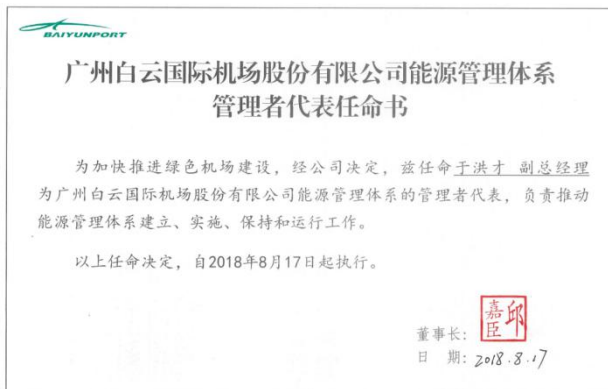 BAIYUNPORT
广州白云国际机场股份有限公司能源管理体系
管理者代表任命书
为加快推进绿色机场建设，经公司决定，兹任命于洪才 副总经理
为广州白云国际机场股份有限公司能源管理体系的管理者代表，负责推动
能源管理体系建立、实施、保持和运行工作。
以上任命决定，自2018年8月17日起执行。
董事长：邱嘉臣
日 期：2018.8.17